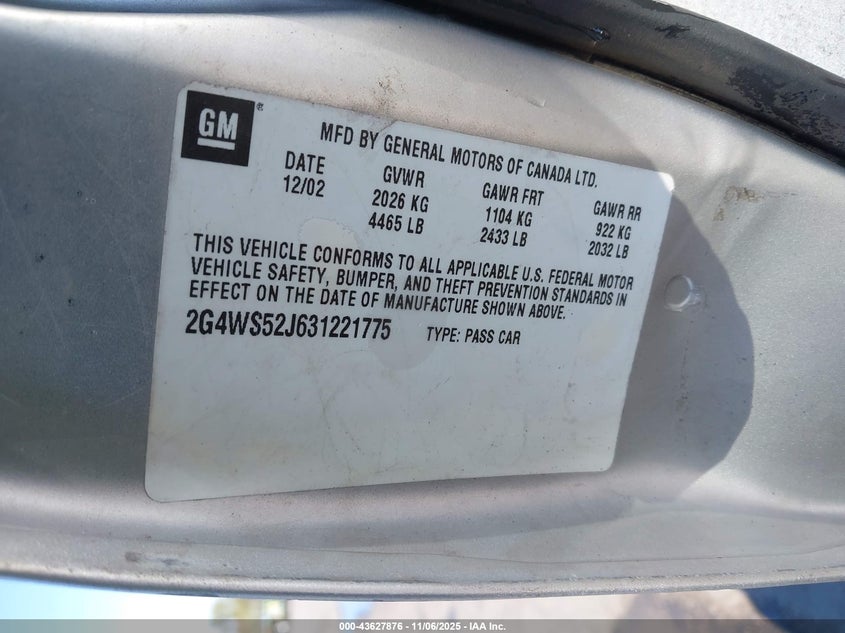 GM
MFD BY GENERAL MOTORS OF CANADA LTD.
DATE GVWR GAWR FRT GAWR RR
12/02 2026 KG 1104 KG 922 KG
4465 LB 2433 LB 2032 LB
THIS VEHICLE CONFORMS TO ALL APPLICABLE U.S. FEDERAL MOTOR
VEHICLE SAFETY, BUMPER, AND THEFT PREVENTION STANDARDS IN
EFFECT ON THE DATE OF MANUFACTURE SHOWN ABOVE.
2G4WS52J631221775 TYPE: PASS CAR
000-43627876 - 11/06/2025 - IAA Inc.